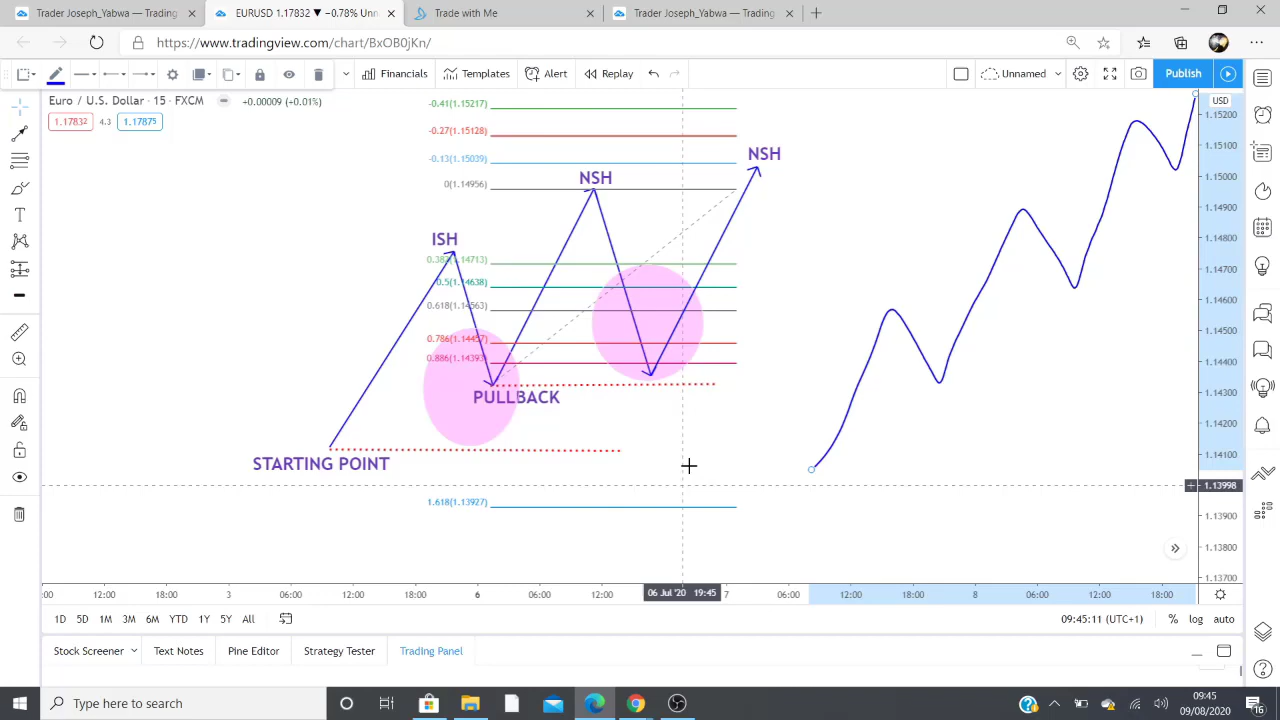 Trader Joseph_Yabwa — Trading
EURUSD 1.17832 ▼ −0.78% Unn
Trade with Me
Trader Joseph_Yabwa — Trading
https://www.tradingview.com/chart/BxOB0jKn/
Financials
Templates
Alert
Replay
Unnamed
Publish
Euro / U.S. Dollar · 15 · FXCM
+0.00009 (+0.01%)
1.17832
4.3
1.17875
USD
-0.41(1.15217)
-0.27(1.15128)
-0.13(1.15039)
0(1.14956)
0.382(1.14713)
0.5(1.14638)
0.618(1.14563)
0.786(1.14457)
0.886(1.14393)
1.618(1.13927)
ISH
NSH
NSH
PULLBACK
STARTING POINT
1.15200
1.15100
1.15000
1.14900
1.14800
1.14700
1.14600
1.14500
1.14400
1.14300
1.14200
1.14100
1.13998
1.13900
1.13800
1.13700
:00
12:00
18:00
3
06:00
12:00
18:00
6
06:00
12:00
06 Jul '20 19:45
7
06:00
12:00
18:00
8
06:00
12:00
18:00
1D 5D 1M 3M 6M YTD 1Y 5Y All
09:45:11 (UTC+1)
% log auto
Stock Screener
Text Notes
Pine Editor
Strategy Tester
Trading Panel
Type here to search
09:45
09/08/2020
16